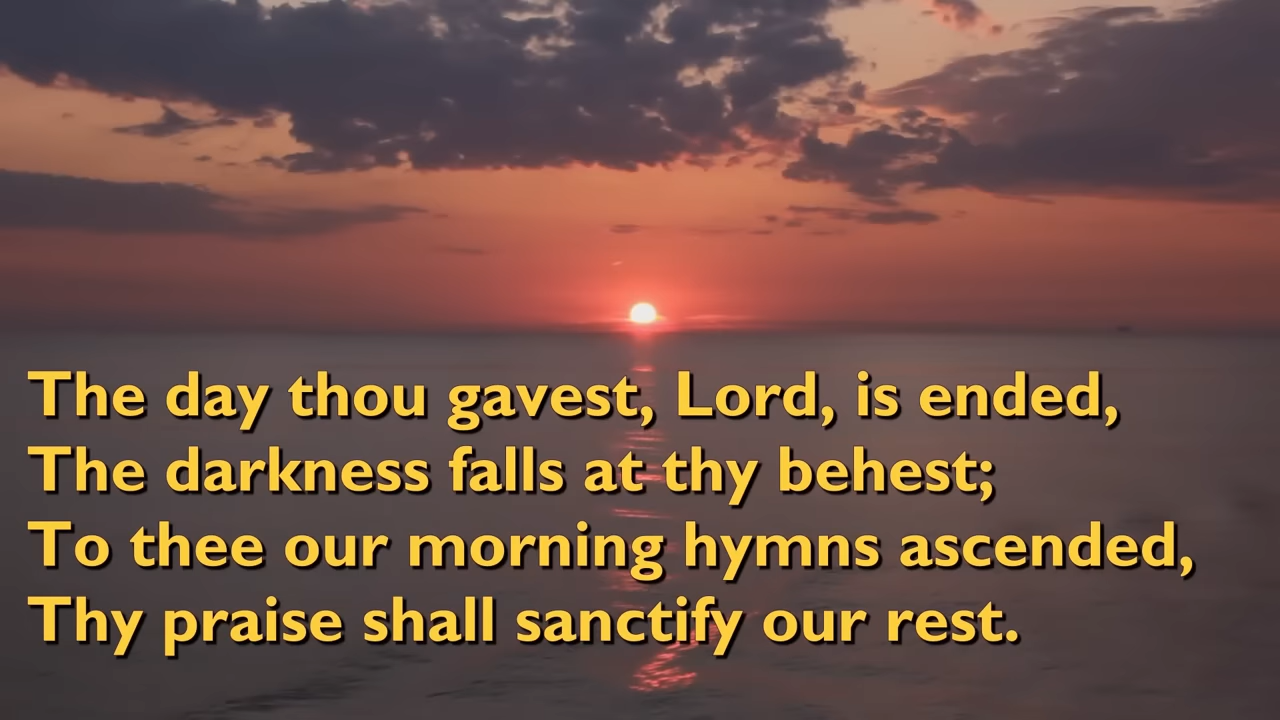 The day thou gavest, Lord, is ended,
The darkness falls at thy behest;
To thee our morning hymns ascended,
Thy praise shall sanctify our rest.